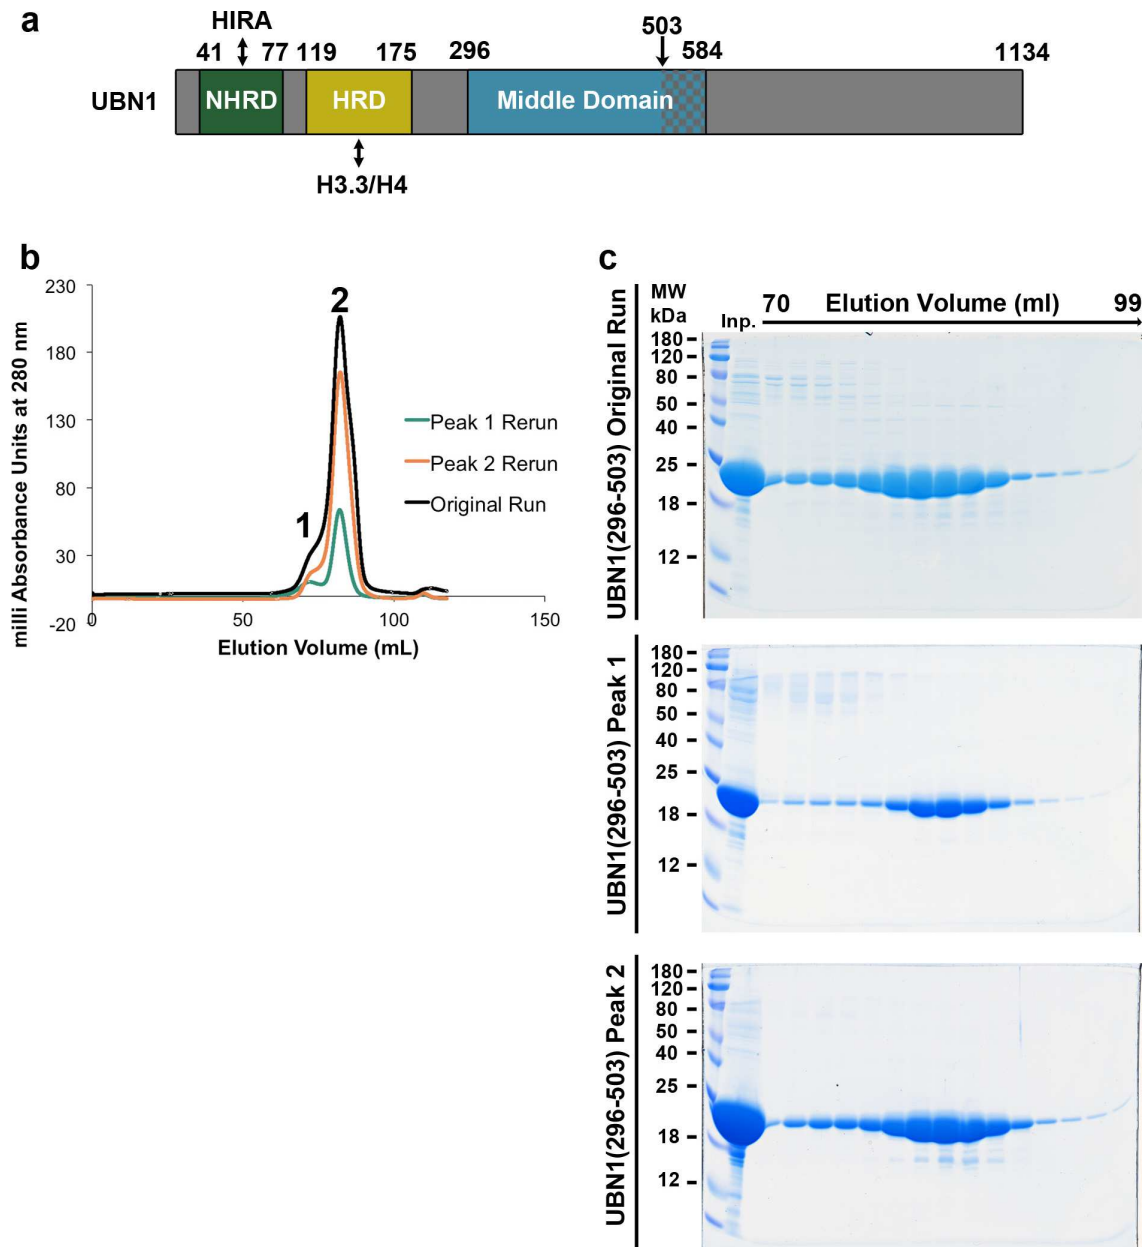 a
HIRA
41 77 119 175 296 503 584 1134
UBN1 NHRD HRD Middle Domain
H3.3/H4
b
230
180
130
80
30
-20
0 50 100 150
milli Absorbance Units at 280 nm
Elution Volume (mL)
1
2
Peak 1 Rerun
Peak 2 Rerun
Original Run
c
MW
kDa
Inp.
70 Elution Volume (ml) 99
UBN1(296-503) Original Run
180
120
80
50
40
25
18
12
UBN1(296-503) Peak 1
180
120
80
50
40
25
18
12
UBN1(296-503) Peak 2
180
120
80
50
40
25
18
12